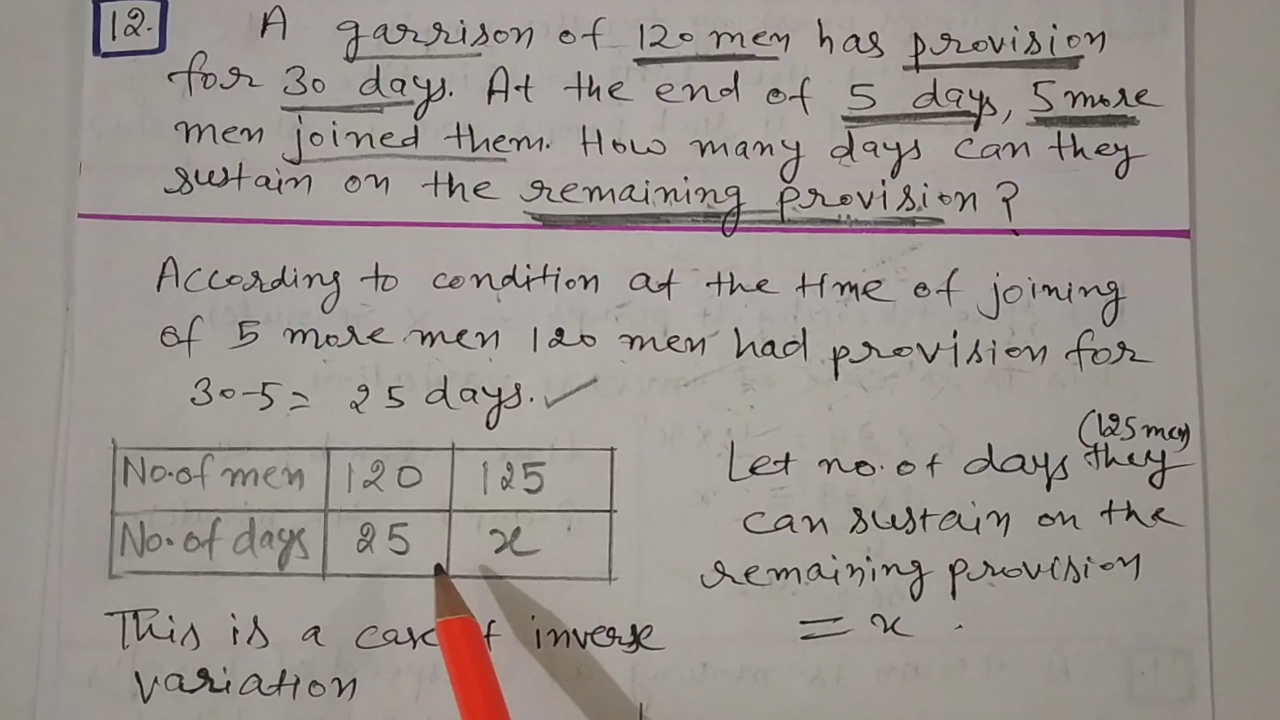 12. A garrison of 120 men has provision
for 30 days. At the end of 5 days, 5 more
men joined them. How many days can they
sustain on the remaining provision?
According to condition at the time of joining
of 5 more men 120 men had provision for
30-5= 25 days. ✓
No. of men 120 125
No. of days 25 x
This is a case of inverse
variation
(125 men)
Let no. of days they
can sustain on the
remaining provision
= x .